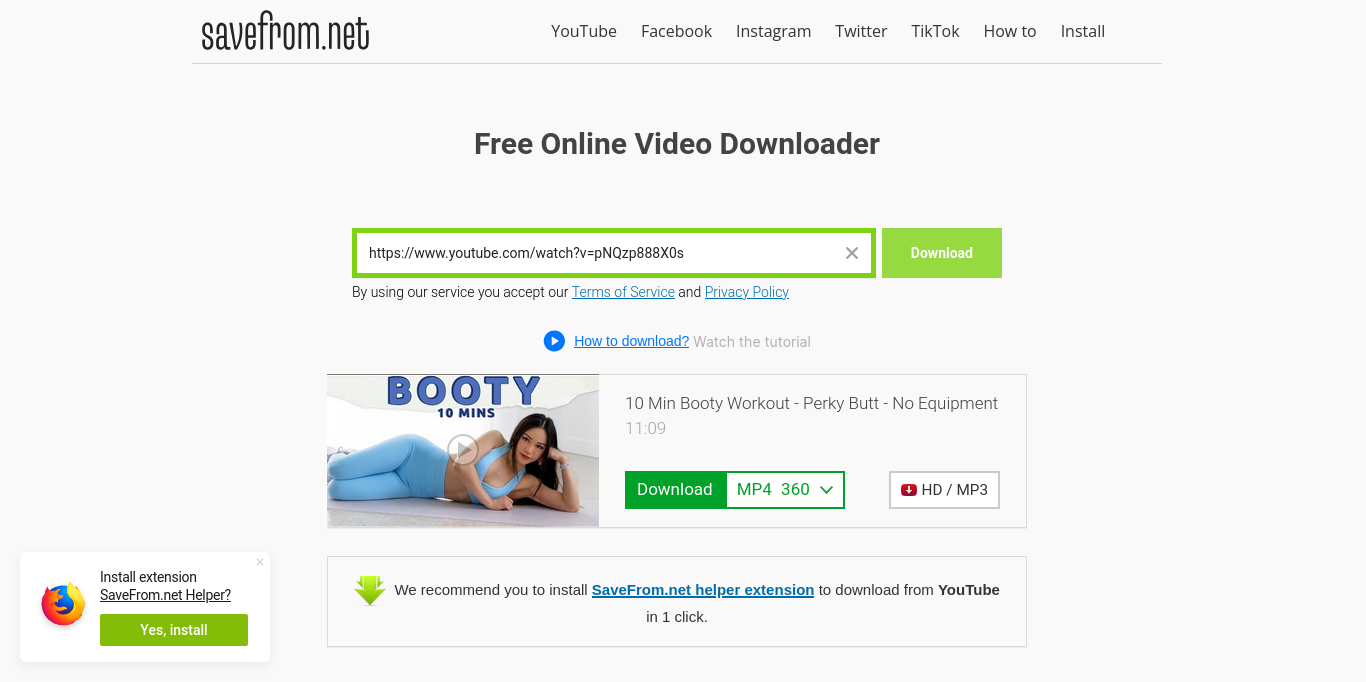 savefrom.net
YouTube Facebook Instagram Twitter TikTok How to Install
Free Online Video Downloader
https://www.youtube.com/watch?v=pNQzp888X0s
Download
By using our service you accept our Terms of Service and Privacy Policy
How to download? Watch the tutorial
BOOTY
10 MINS
10 Min Booty Workout - Perky Butt - No Equipment
11:09
Download MP4 360
HD / MP3
We recommend you to install SaveFrom.net helper extension to download from YouTube
in 1 click.
Install extension
SaveFrom.net Helper?
Yes, install